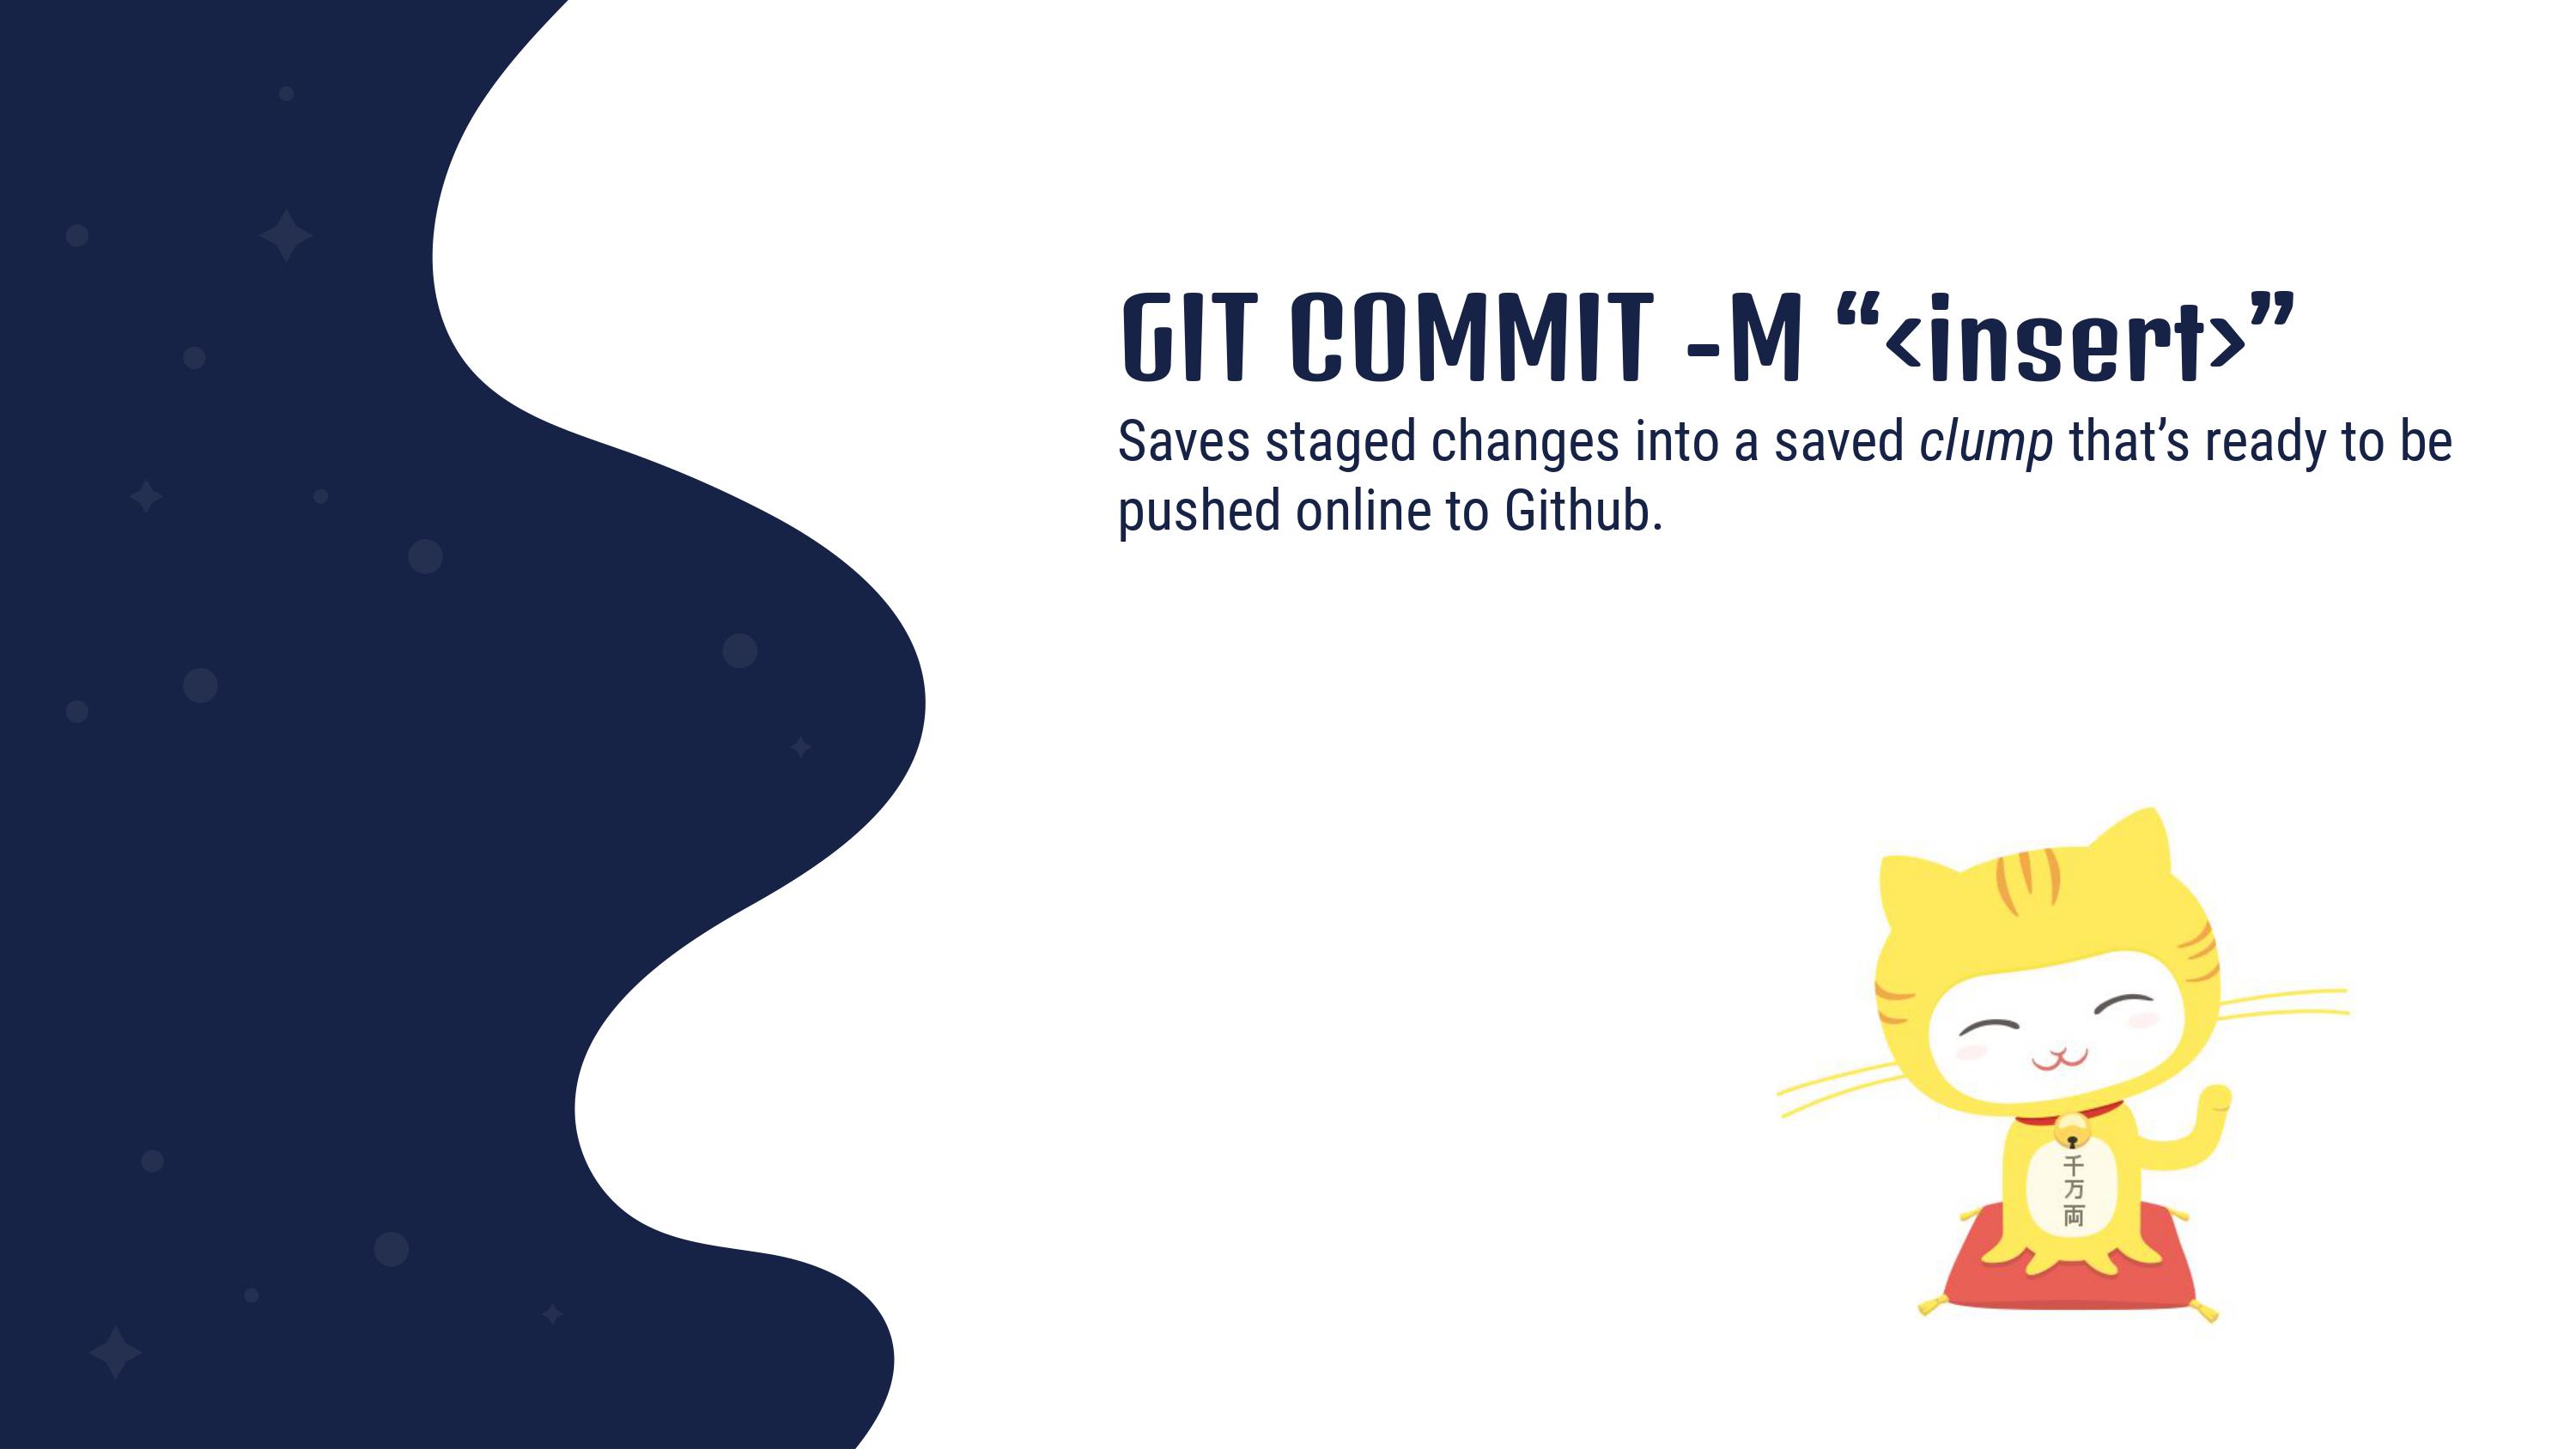 GIT COMMIT -M “<insert>”
Saves staged changes into a saved clump that’s ready to be
pushed online to Github.
千
万
両